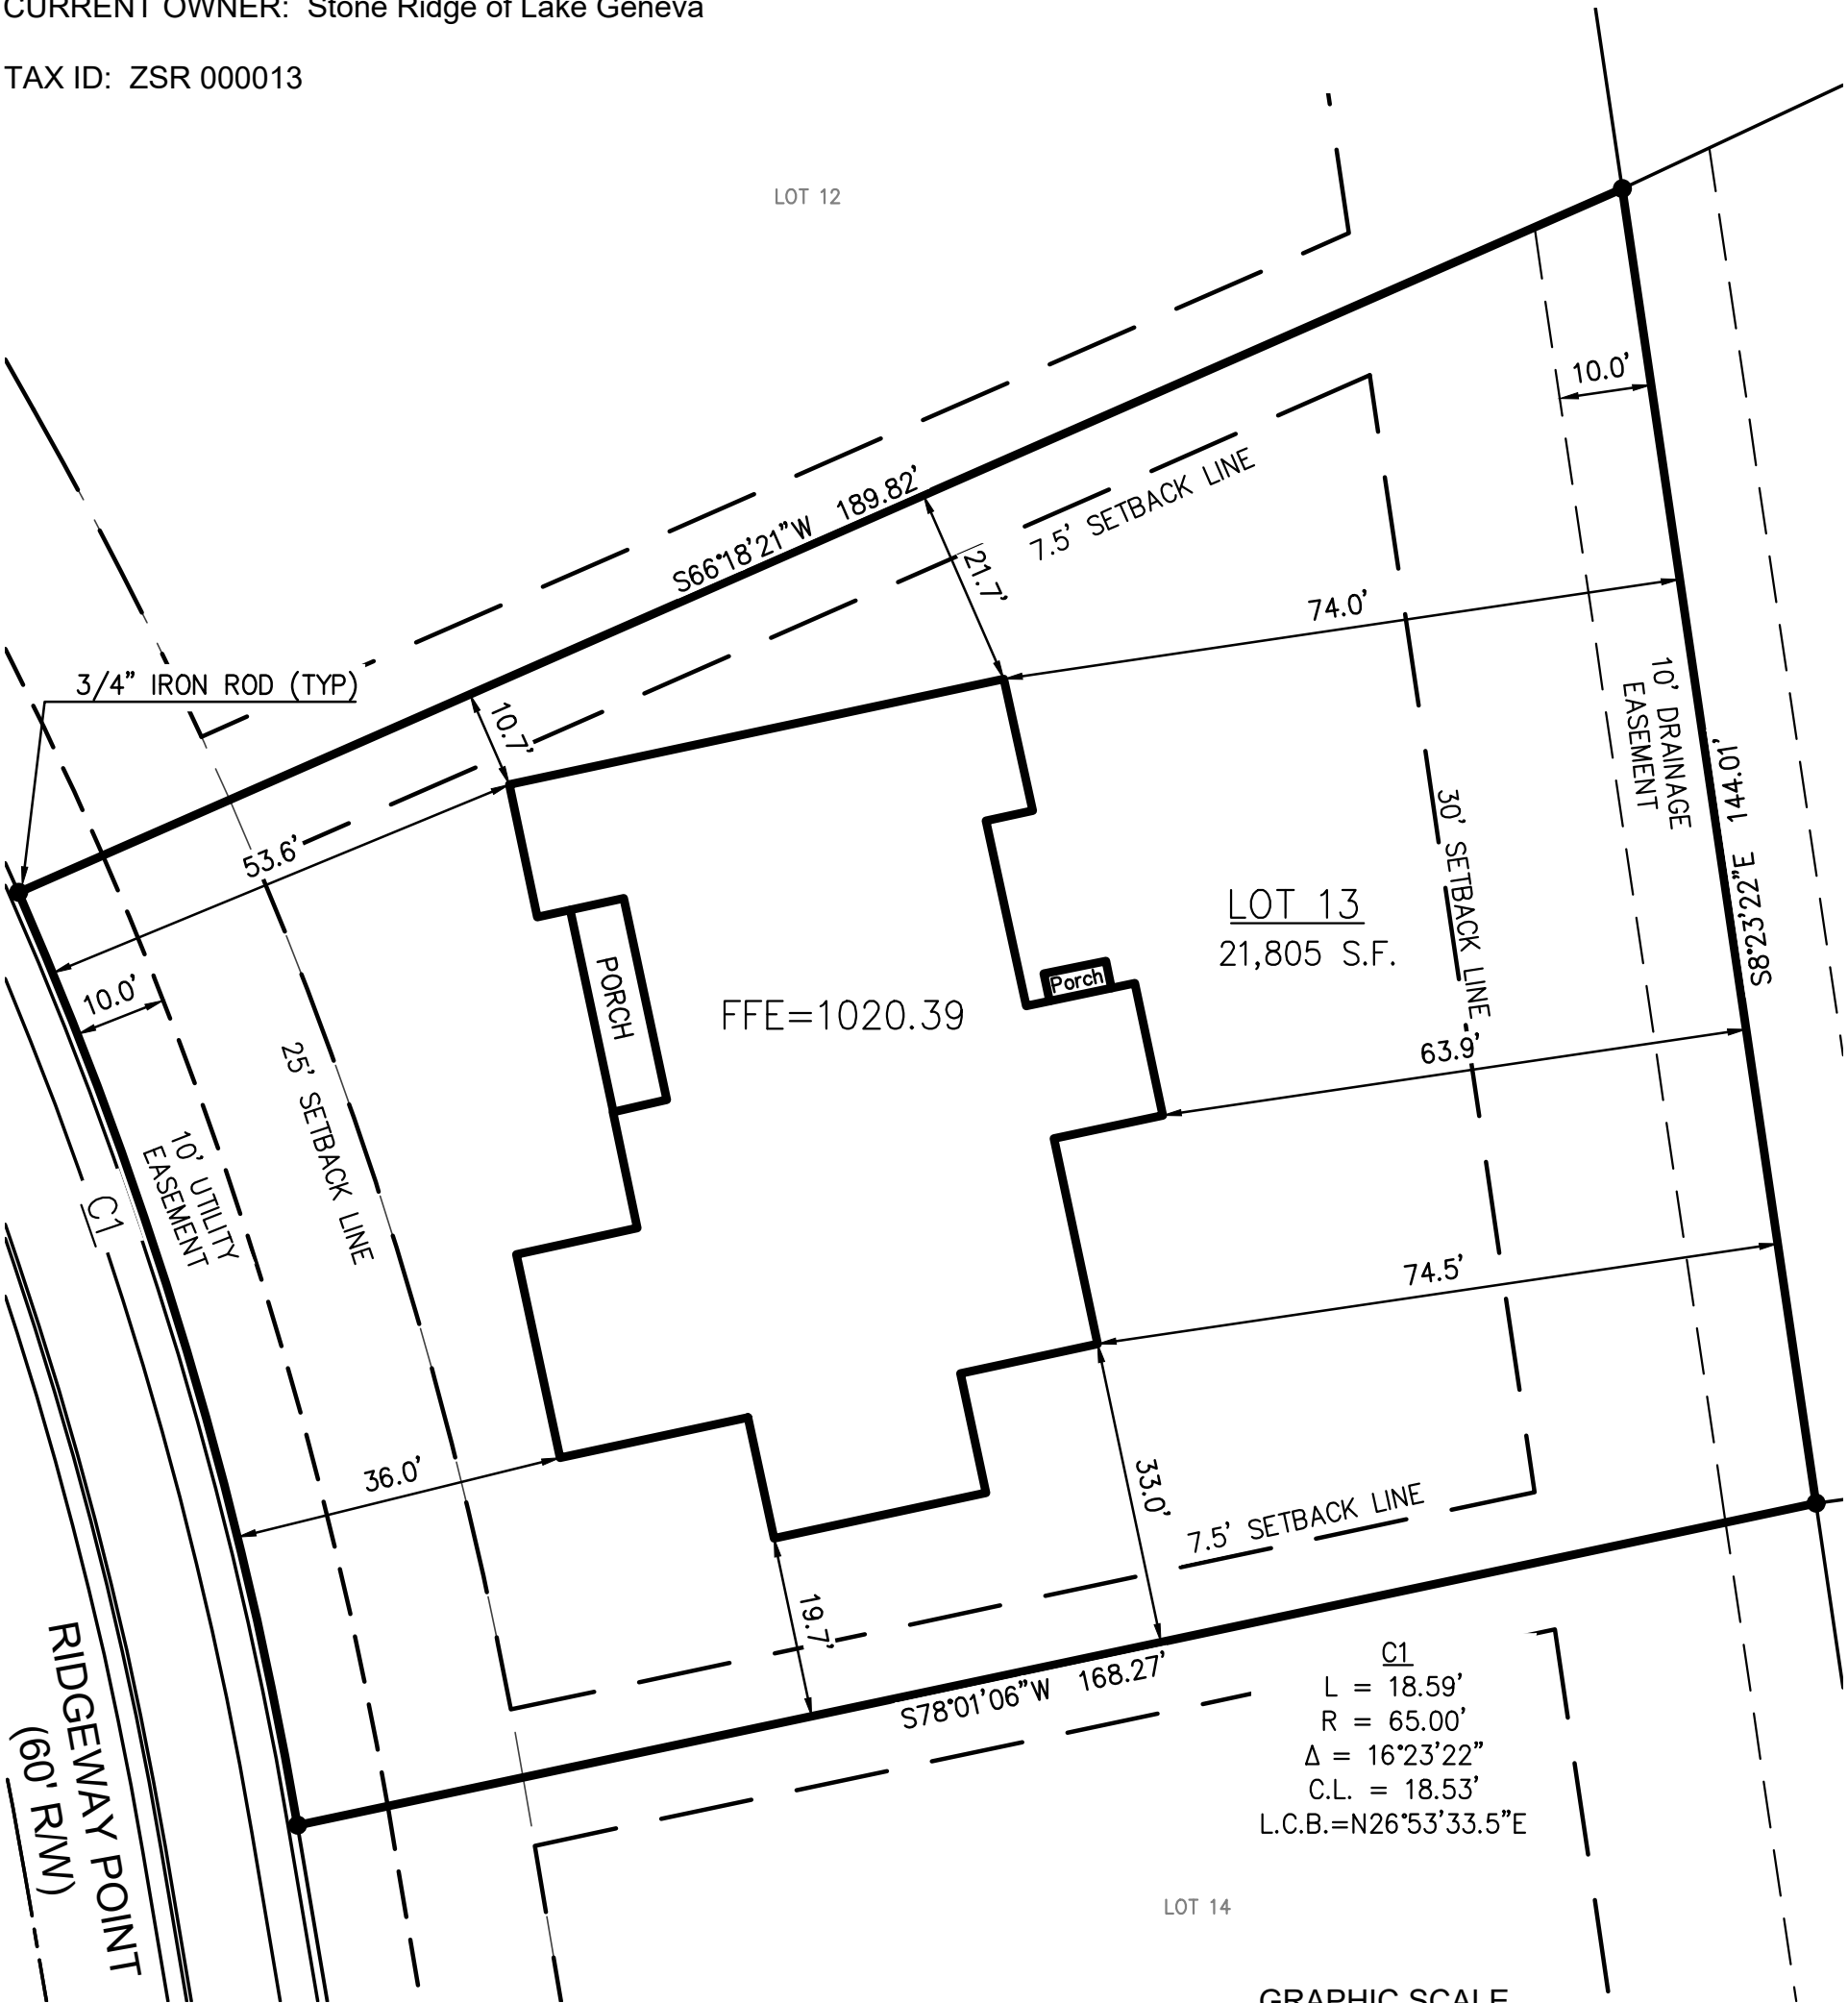 CURRENT OWNER: Stone Ridge of Lake Geneva
TAX ID: ZSR 000013
LOT 12
10.0'
7.5' SETBACK LINE
S66°18'21"W 189.82'
21.7'
74.0'
3/4" IRON ROD (TYP)
10.7'
10' DRAINAGE
EASEMENT
53.6'
30' SETBACK LINE
S8°23'22"E 144.01'
LOT 13
21,805 S.F.
PORCH
Porch
10.0'
FFE=1020.39
63.9'
25' SETBACK LINE
10' UTILITY
EASEMENT
C1
74.5'
36.0'
33.0'
7.5' SETBACK LINE
19.7'
S78°01'06"W 168.27'
C1
L = 18.59'
R = 65.00'
Δ = 16°23'22"
C.L. = 18.53'
L.C.B.=N26°53'33.5"E
RIDGEWAY POINT
(60' R/W)
LOT 14
GRAPHIC SCALE